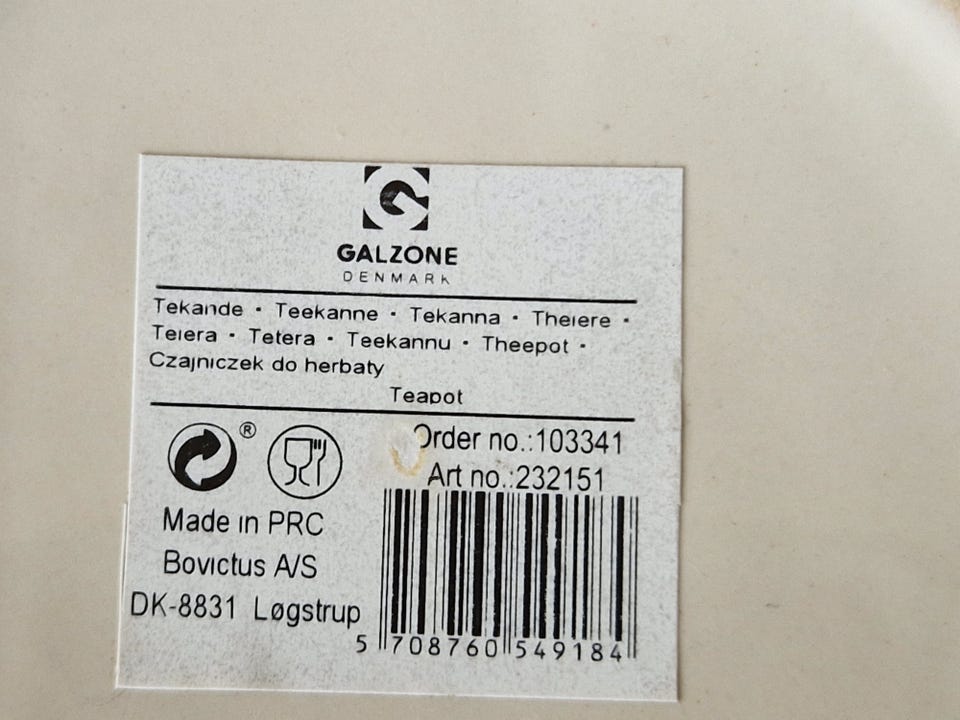 GALZONE
DENMARK
Tekande · Teekanne · Tekanna · Theiere ·
Teiera · Tetera · Teekannu · Theepot ·
Czajniczek do herbaty
Teapot
®
Order no.:103341
Art no.:232151
Made in PRC
Bovictus A/S
DK-8831 Løgstrup
5 708760 549184